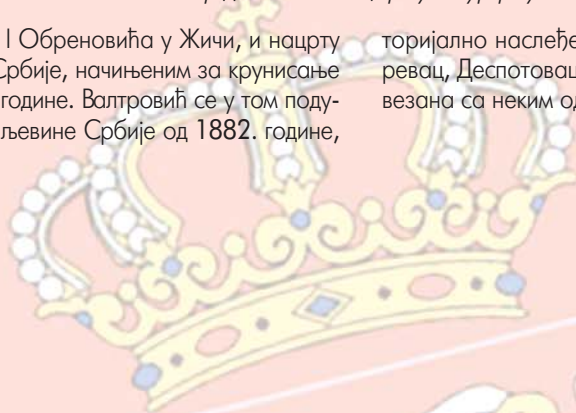 I Обреновића у Жичи, и нацрту
Србије, начињеним за крунисање
године. Валтровић се у том поду-
љевине Србије од 1882. године,
торијално наслеђе
ревац, Деспотовац
везана са неким од